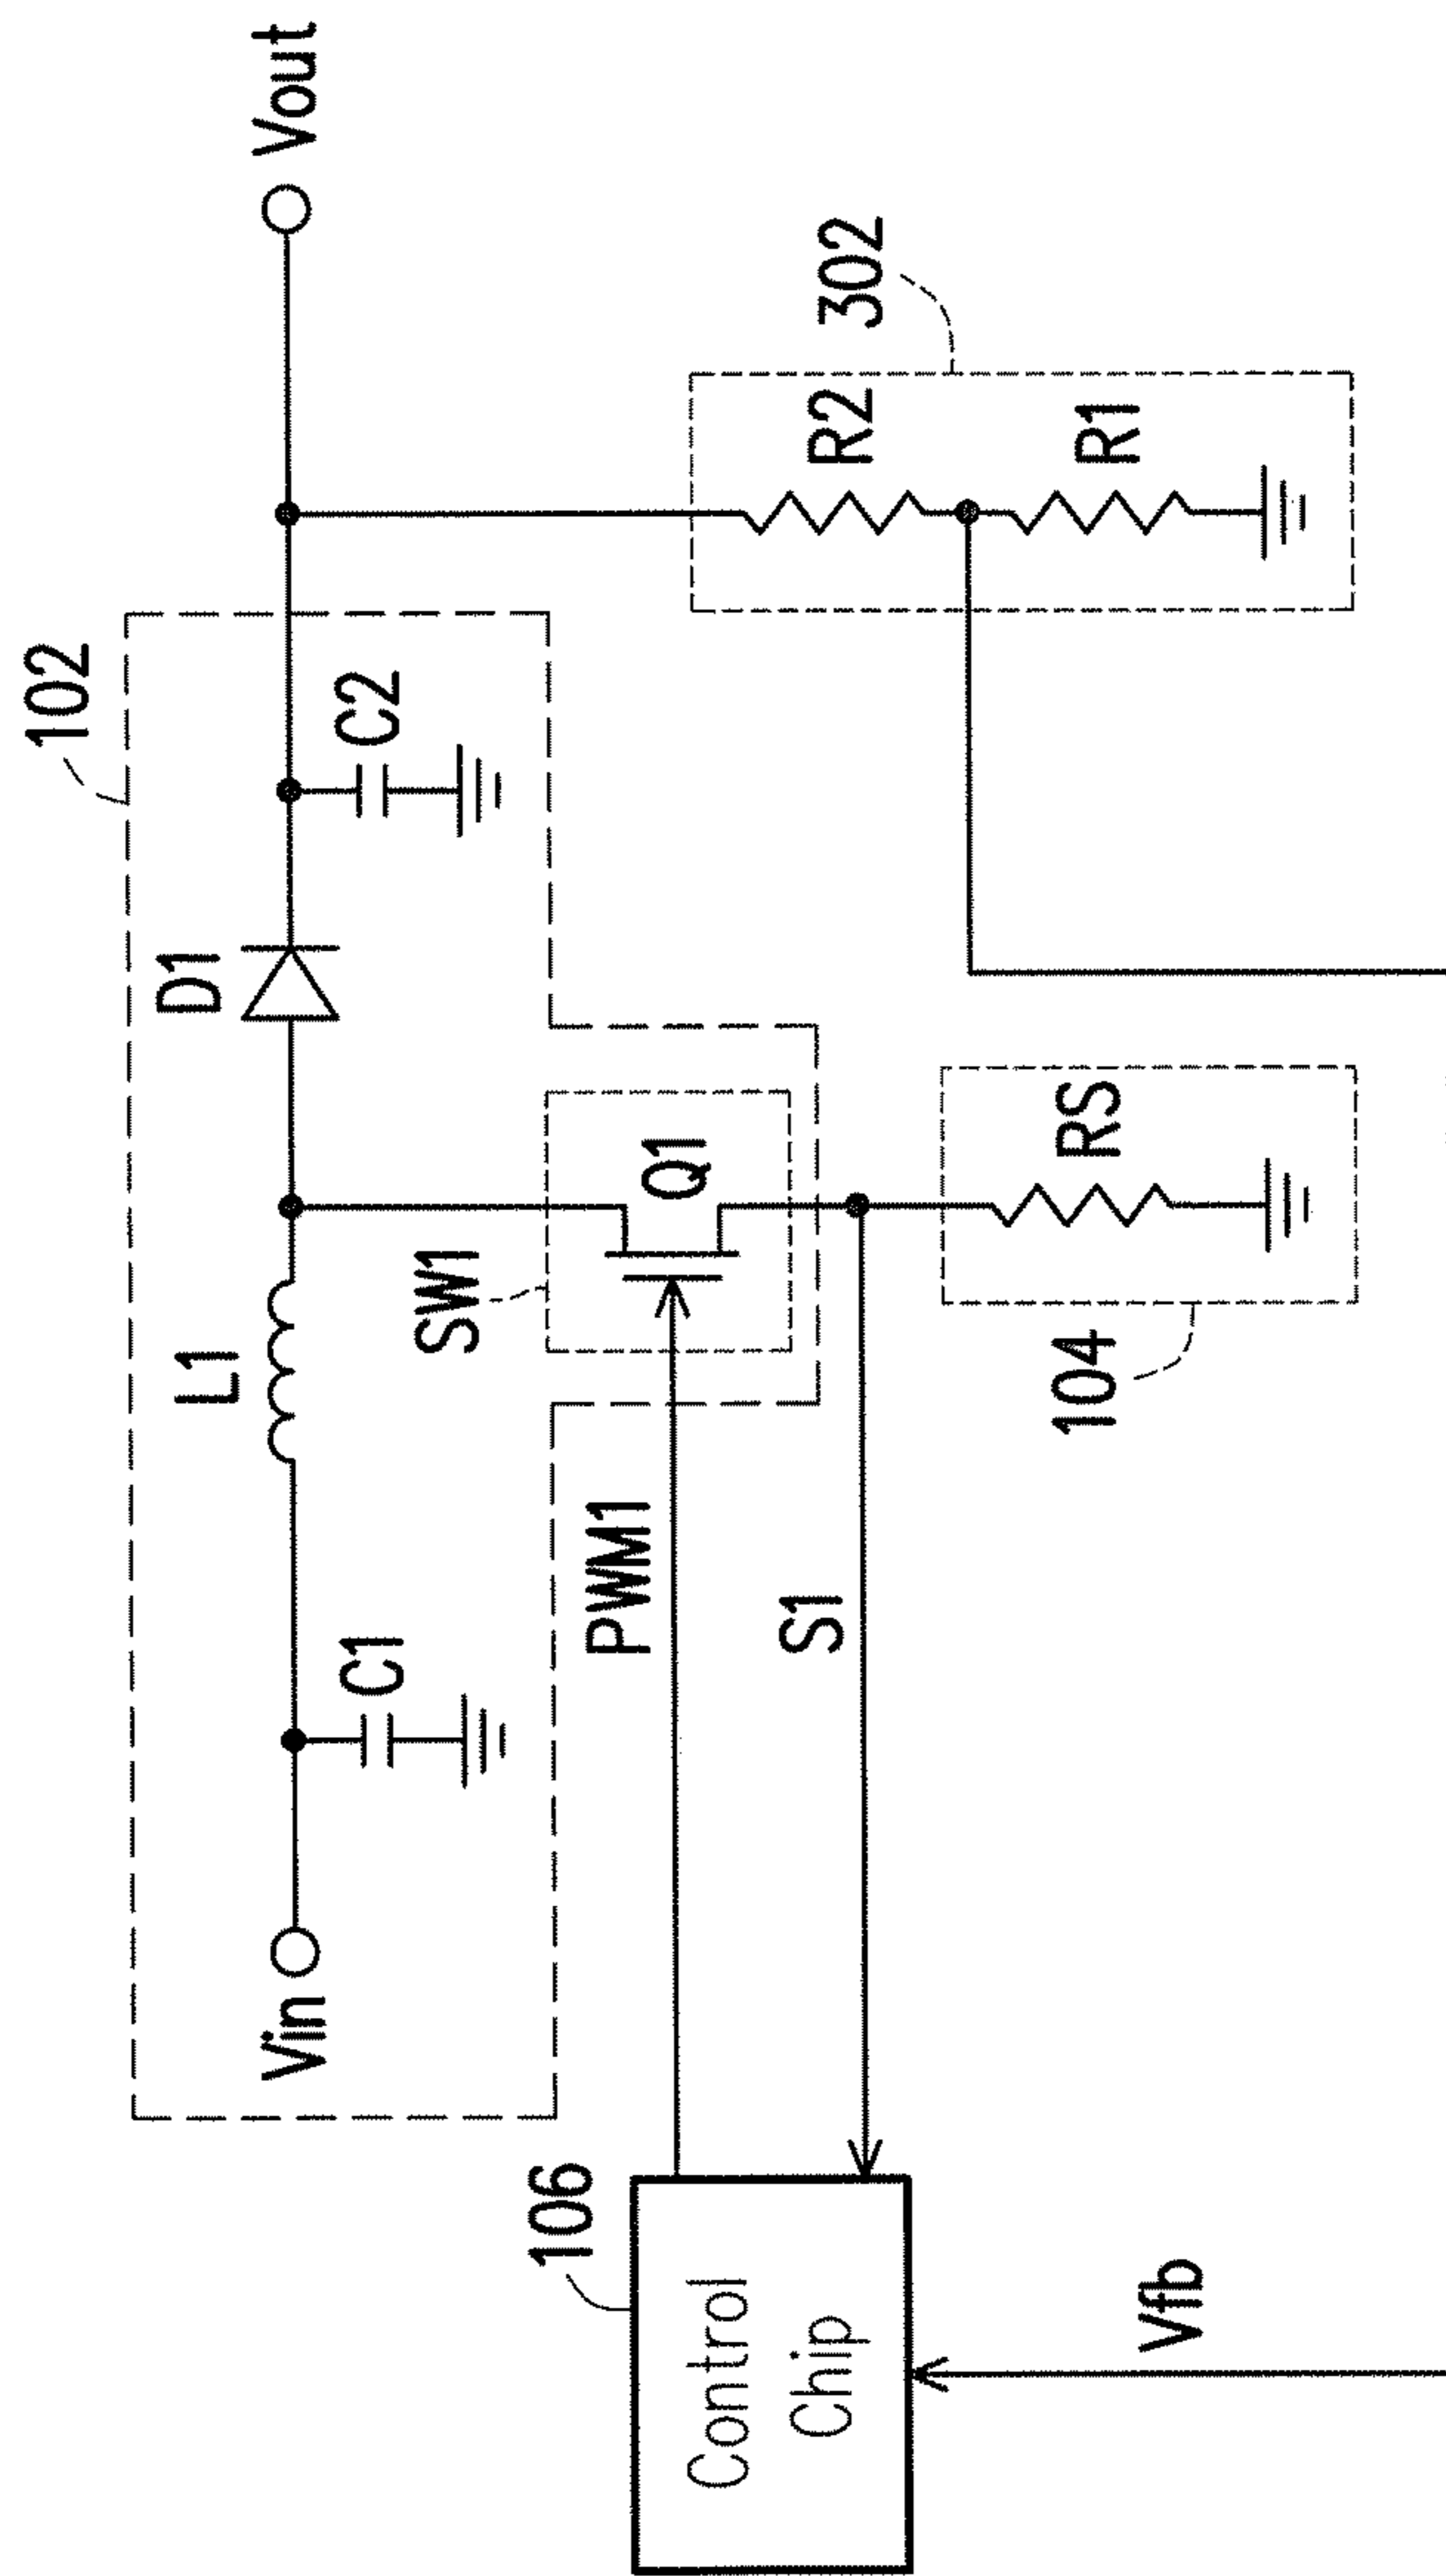 102
L1
D1
Vin
C1
C2
Vout
SW1
Q1
106
PWM1
Control
Chip
S1
302
R2
R1
104
RS
Vfb